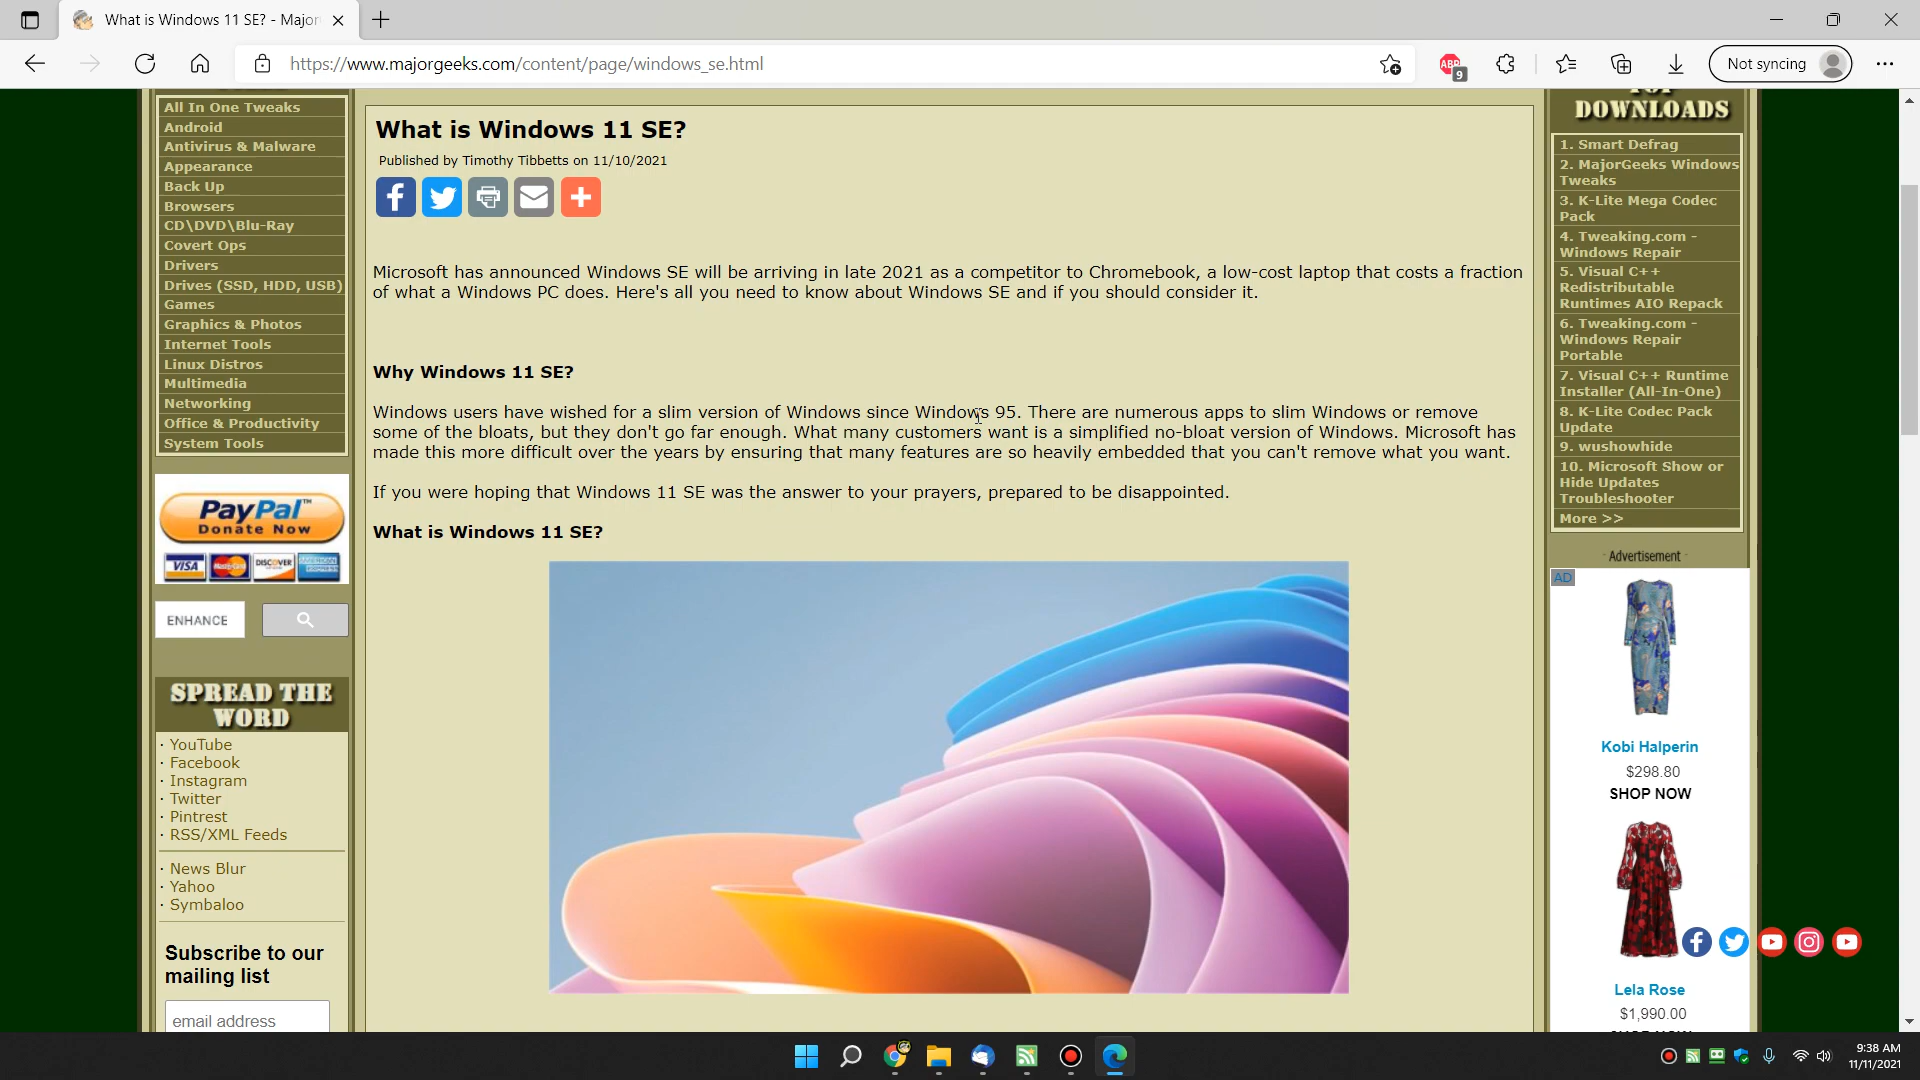 What is Windows 11 SE? - Major
https://www.majorgeeks.com/content/page/windows_se.html
ABP
9
Not syncing
All In One Tweaks
Android
Antivirus & Malware
Appearance
Back Up
Browsers
CD\DVD\Blu-Ray
Covert Ops
Drivers
Drives (SSD, HDD, USB)
Games
Graphics & Photos
Internet Tools
Linux Distros
Multimedia
Networking
Office & Productivity
System Tools
PayPal™
Donate Now
VISA
MasterCard
DISCOVER
ENHANCE
SPREAD THE
WORD
· YouTube
· Facebook
· Instagram
· Twitter
· Pintrest
· RSS/XML Feeds
· News Blur
· Yahoo
· Symbaloo
Subscribe to our
mailing list
email address
What is Windows 11 SE?
Published by Timothy Tibbetts on 11/10/2021
Microsoft has announced Windows SE will be arriving in late 2021 as a competitor to Chromebook, a low-cost laptop that costs a fraction
of what a Windows PC does. Here's all you need to know about Windows SE and if you should consider it.
Why Windows 11 SE?
Windows users have wished for a slim version of Windows since Windows 95. There are numerous apps to slim Windows or remove
some of the bloats, but they don't go far enough. What many customers want is a simplified no-bloat version of Windows. Microsoft has
made this more difficult over the years by ensuring that many features are so heavily embedded that you can't remove what you want.
If you were hoping that Windows 11 SE was the answer to your prayers, prepared to be disappointed.
What is Windows 11 SE?
TOP
DOWNLOADS
1. Smart Defrag
2. MajorGeeks Windows
Tweaks
3. K-Lite Mega Codec
Pack
4. Tweaking.com -
Windows Repair
5. Visual C++
Redistributable
Runtimes AIO Repack
6. Tweaking.com -
Windows Repair
Portable
7. Visual C++ Runtime
Installer (All-In-One)
8. K-Lite Codec Pack
Update
9. wushowhide
10. Microsoft Show or
Hide Updates
Troubleshooter
More >>
- Advertisement -
AD
Kobi Halperin
$298.80
SHOP NOW
Lela Rose
$1,990.00
SHOP NOW
9:38 AM
11/11/2021